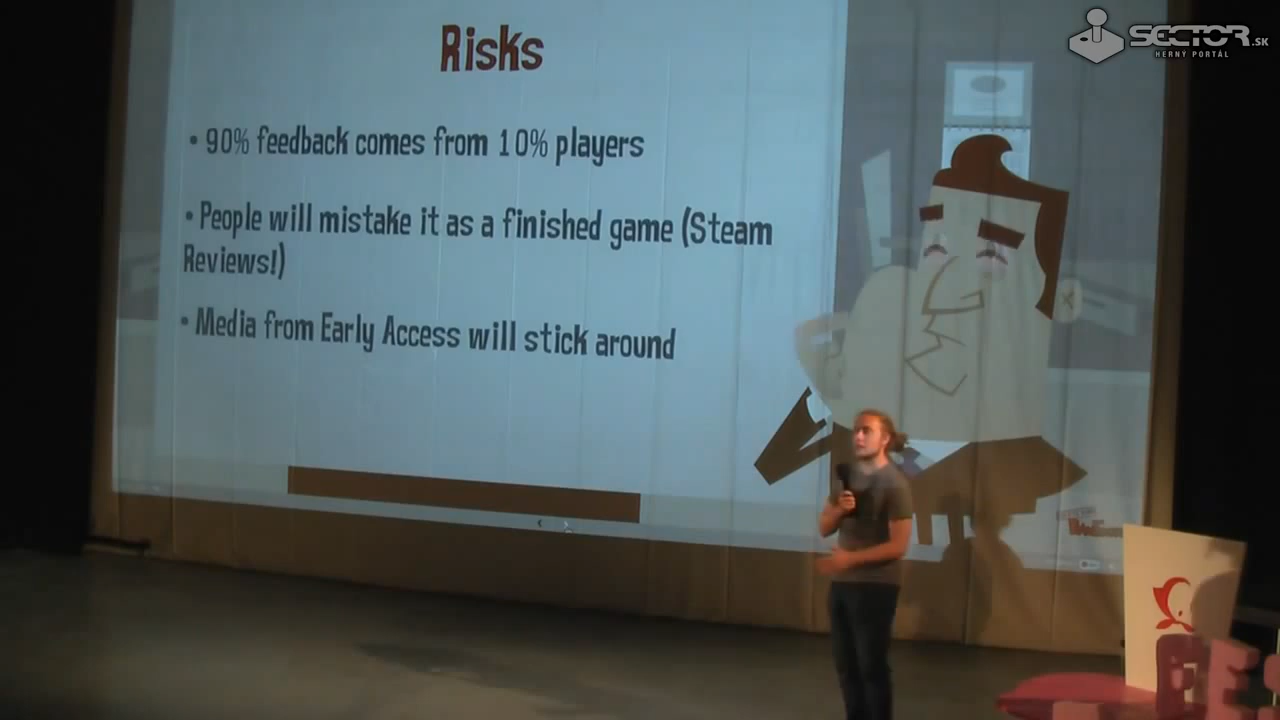 Risks
• 90% feedback comes from 10% players
• People will mistake it as a finished game (Steam
Reviews!)
• Media from Early Access will stick around
SECTOR.SK
HERNÝ PORTÁL